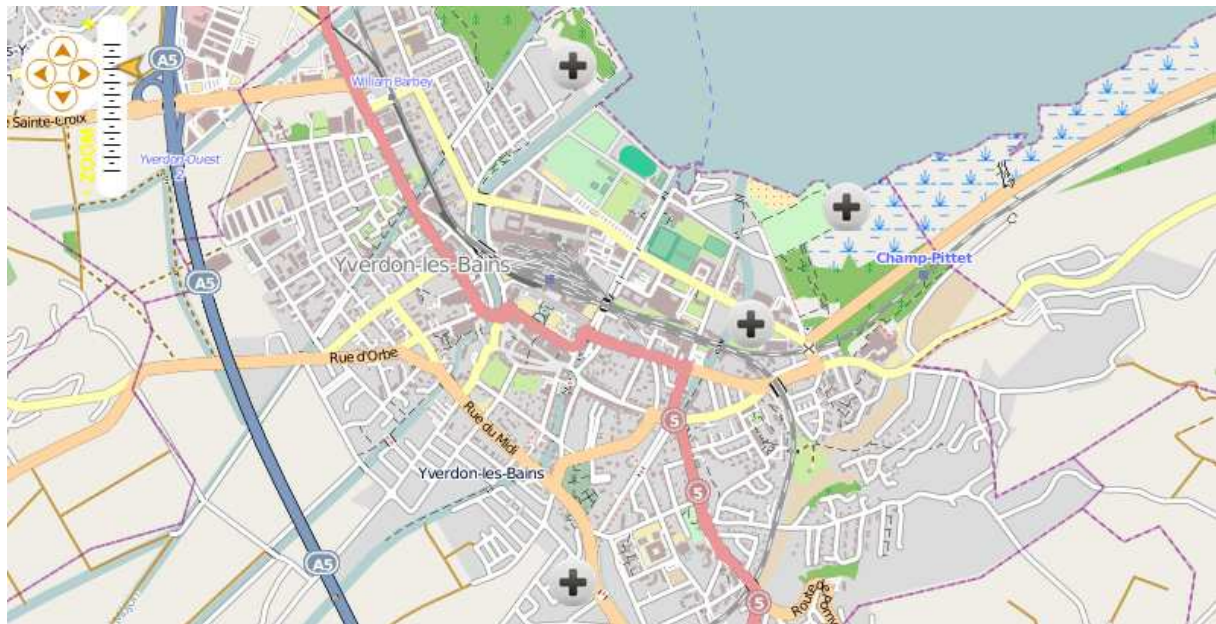 A5
William Barbey
Sainte-Croix
Yverdon-Ouest
2
ZOOM
Yverdon-les-Bains
Champ-Pittet
A5
Rue d'Orbe
Rue du Midi
5
Yverdon-les-Bains
5
A5
5
Route de